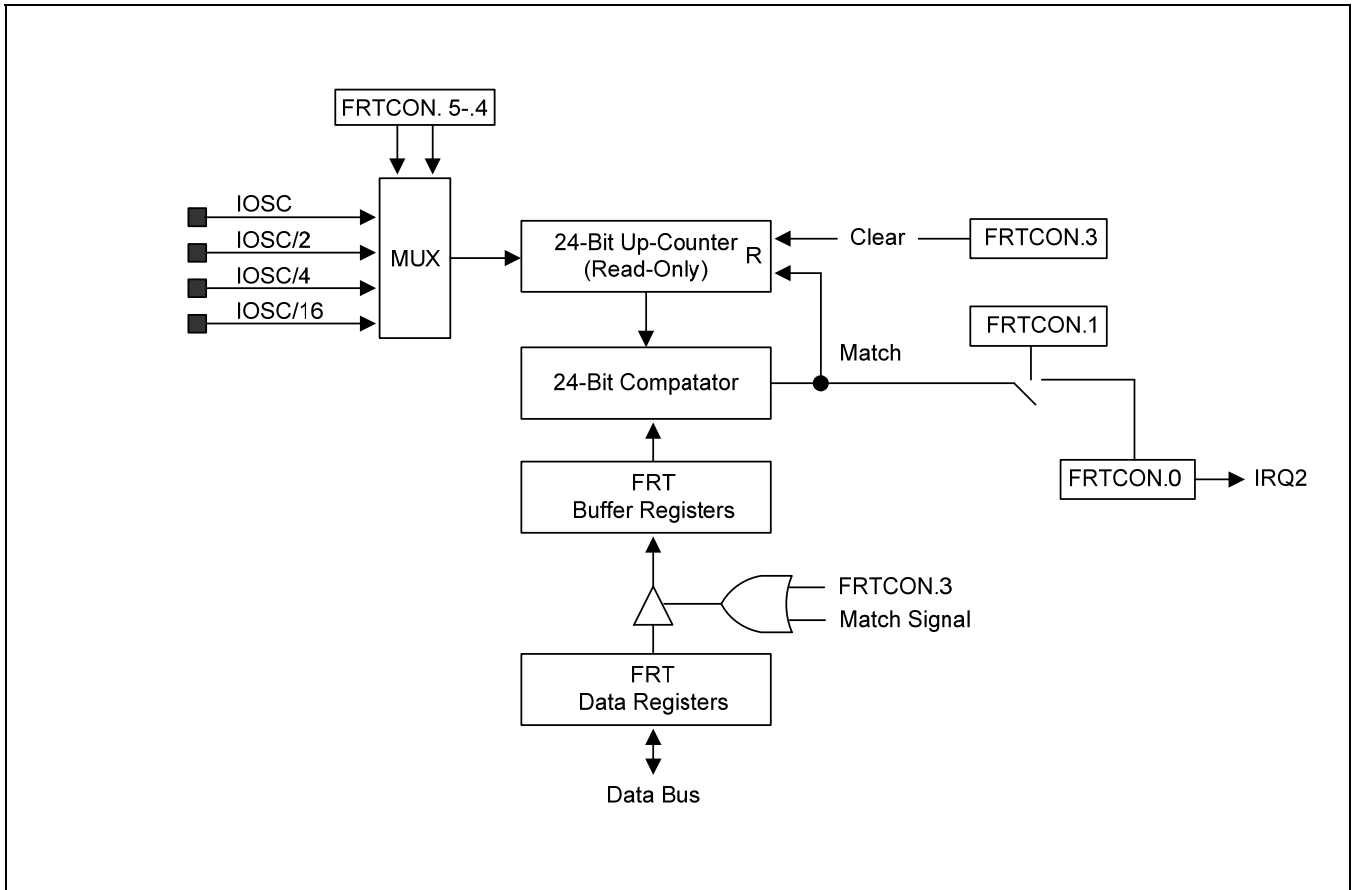 FRTCON. 5-.4
IOSC
IOSC/2
IOSC/4
IOSC/16
MUX
24-Bit Up-Counter
(Read-Only)
R
Clear
FRTCON.3
FRTCON.1
Match
24-Bit Compatator
FRT
Buffer Registers
FRTCON.0
IRQ2
FRTCON.3
Match Signal
FRT
Data Registers
Data Bus